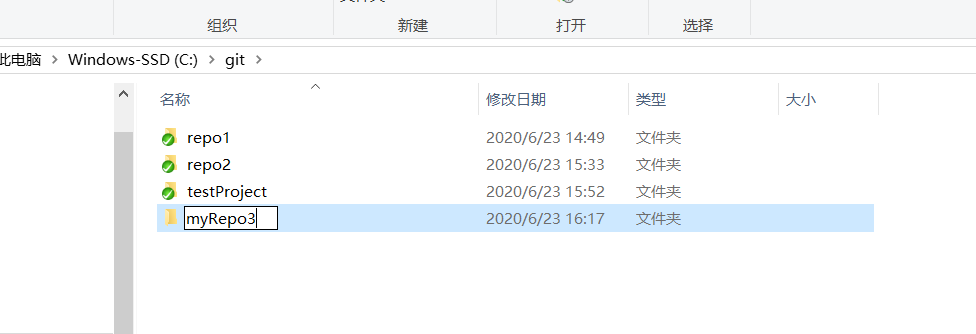 组织 新建 打开 选择
此电脑 > Windows-SSD (C:) > git >
名称 修改日期 类型 大小
repo1 2020/6/23 14:49 文件夹
repo2 2020/6/23 15:33 文件夹
testProject 2020/6/23 15:52 文件夹
myRepo3 2020/6/23 16:17 文件夹